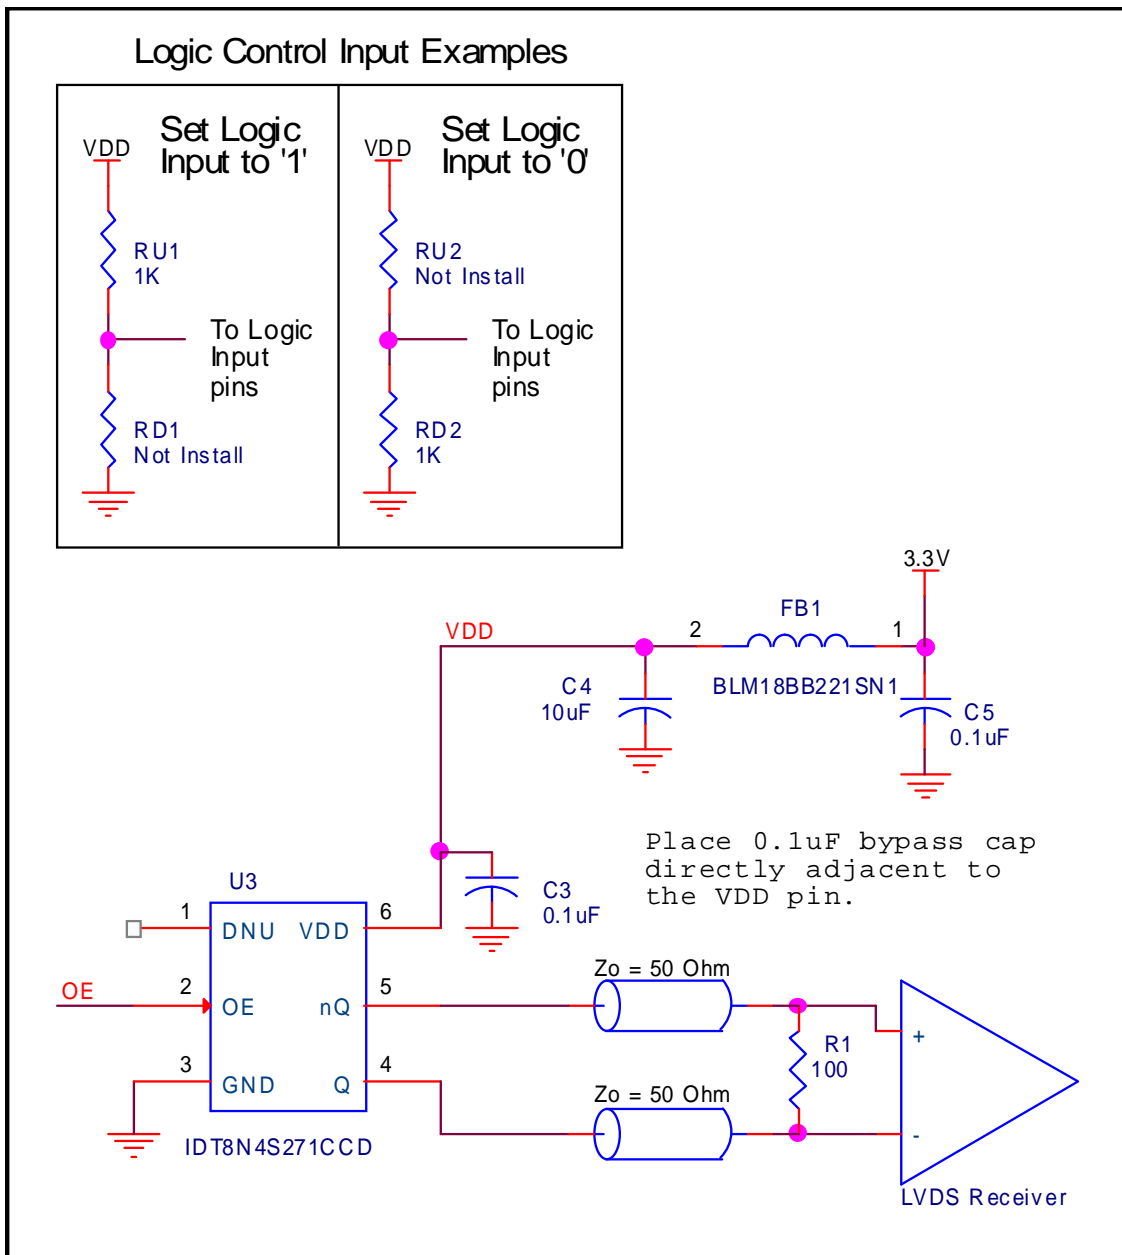 Logic Control Input Examples
Set Logic
Input to '1'
VDD
RU1
1K
To Logic
Input
pins
RD1
Not Install
Set Logic
Input to '0'
VDD
RU2
Not Install
To Logic
Input
pins
RD2
1K
3.3V
FB1
VDD
2
1
BLM18BB221SN1
C4
10uF
C5
0.1uF
Place 0.1uF bypass cap
directly adjacent to
the VDD pin.
U3
C3
0.1uF
1
DNU
VDD
6
OE
2
OE
nQ
5
3
GND
Q
4
IDT8N4S271CCD
Zo = 50 Ohm
R1
100
Zo = 50 Ohm
+
-
LVDS Receiver